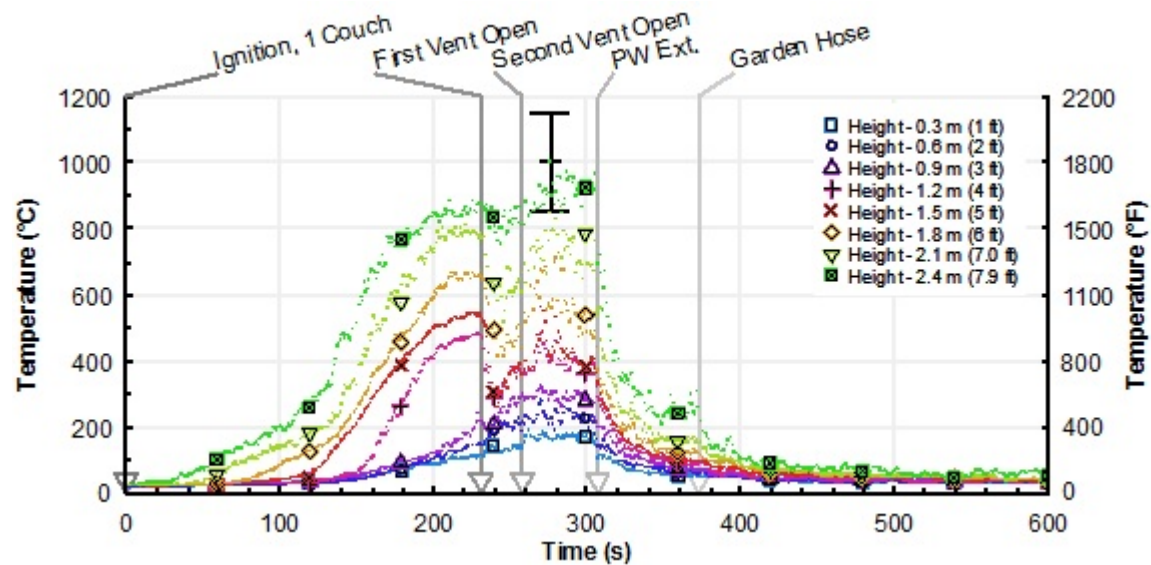 Ignition, 1 Couch
First Vent Open
Second Vent Open
PW Ext.
Garden Hose
1200
1000
800
600
400
200
0
Temperature (°C)
2200
1800
1500
1100
800
400
0
Temperature (°F)
Height - 0.3 m (1 ft)
Height - 0.6 m (2 ft)
Height - 0.9 m (3 ft)
Height - 1.2 m (4 ft)
Height - 1.5 m (5 ft)
Height - 1.8 m (6 ft)
Height - 2.1 m (7.0 ft)
Height - 2.4 m (7.9 ft)
0 100 200 300 400 500 600
Time (s)